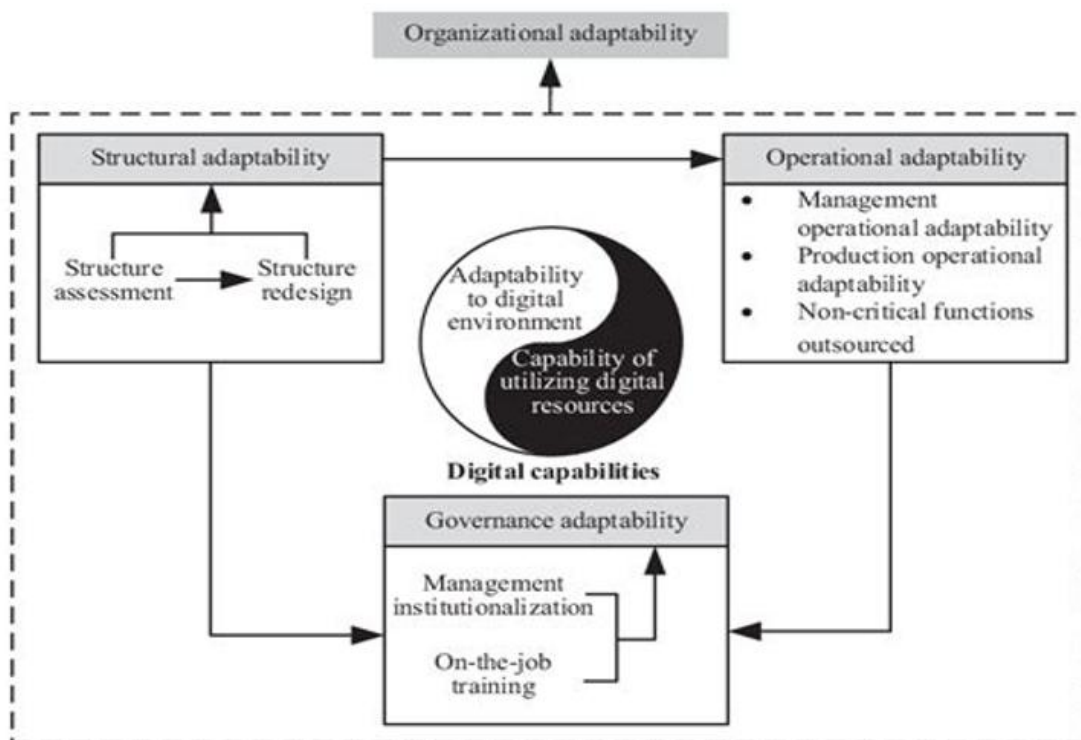 Organizational adaptability
Structural adaptability
Structure
assessment
Structure
redesign
Operational adaptability
• Management
operational adaptability
• Production operational
adaptability
• Non-critical functions
outsourced
Adaptability
to digital
environment
Capability of
utilizing digital
resources
Digital capabilities
Governance adaptability
Management
institutionalization
On-the-job
training